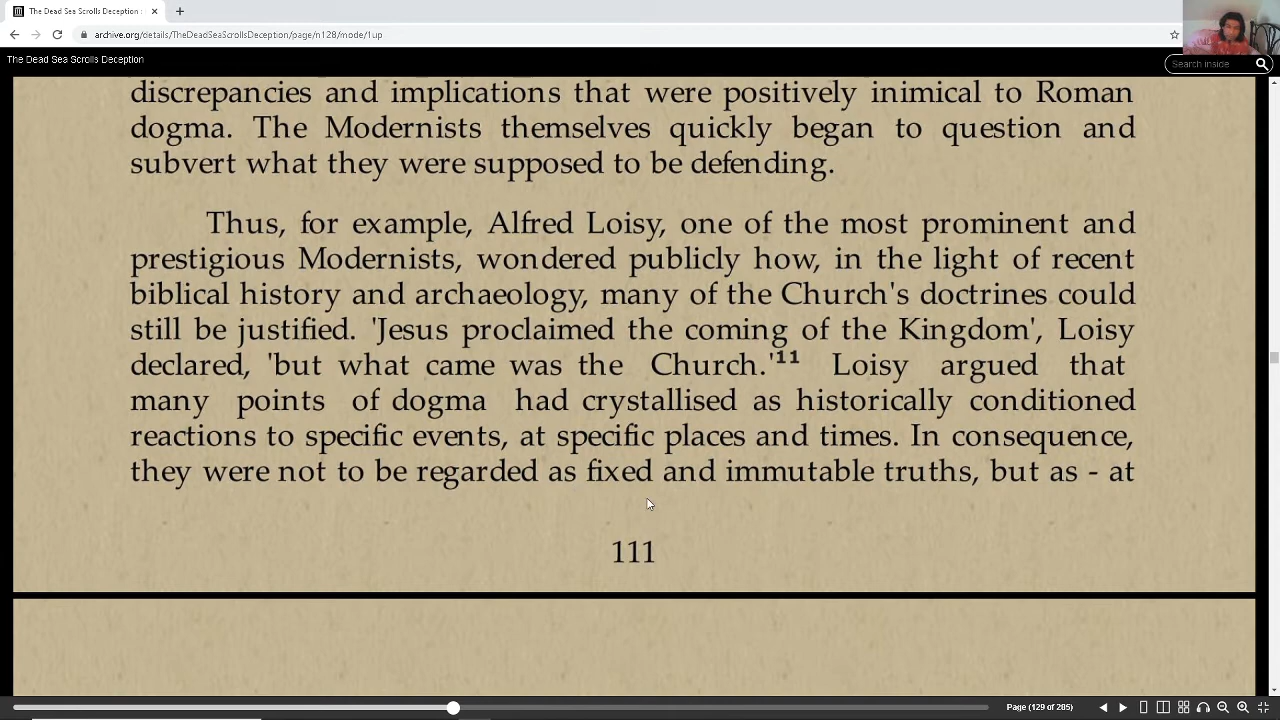 The Dead Sea Scrolls Deception :
archive.org/details/TheDeadSeaScrollsDeception/page/n128/mode/1up
The Dead Sea Scrolls Deception
Search inside
discrepancies and implications that were positively inimical to Roman
dogma. The Modernists themselves quickly began to question and
subvert what they were supposed to be defending.
Thus, for example, Alfred Loisy, one of the most prominent and
prestigious Modernists, wondered publicly how, in the light of recent
biblical history and archaeology, many of the Church's doctrines could
still be justified. 'Jesus proclaimed the coming of the Kingdom', Loisy
declared, 'but what came was the Church.'11 Loisy argued that
many points of dogma had crystallised as historically conditioned
reactions to specific events, at specific places and times. In consequence,
they were not to be regarded as fixed and immutable truths, but as - at
111
Page (129 of 285)